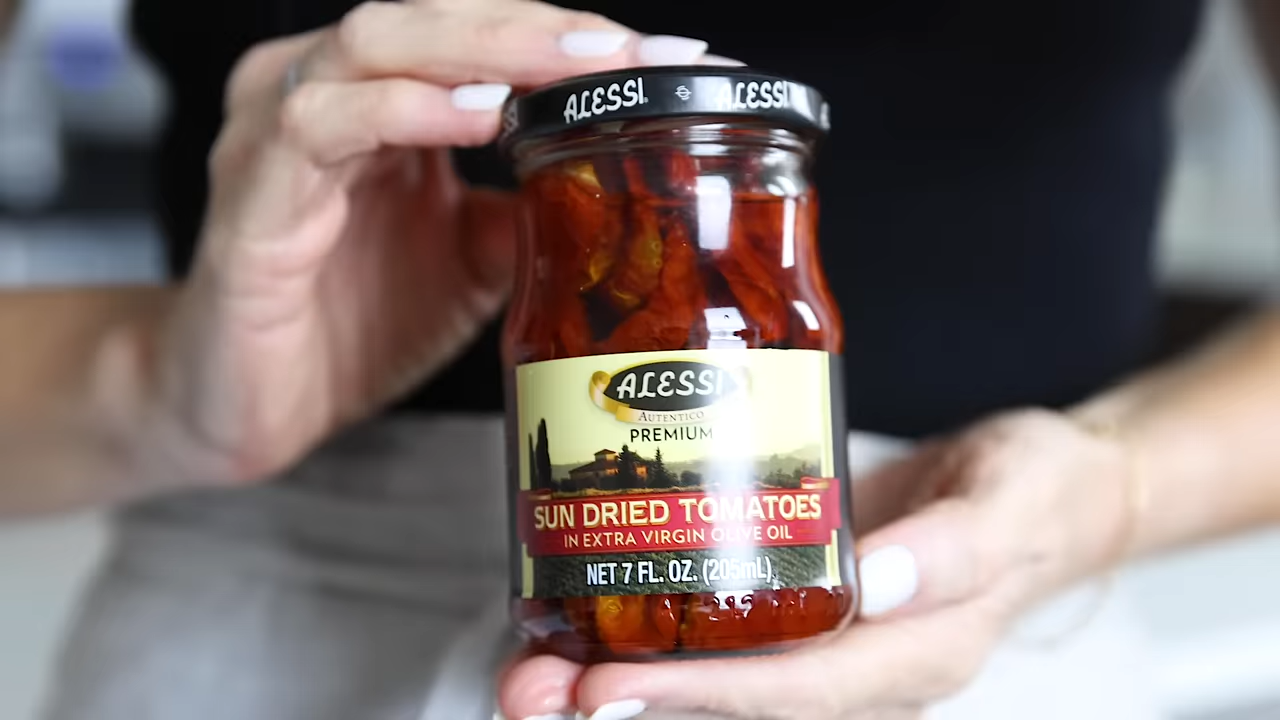 ALESSI ALESSI
ALESSI
AUTENTICO
PREMIUM
SUN DRIED TOMATOES
IN EXTRA VIRGIN OLIVE OIL
NET 7 FL. OZ. (205mL)